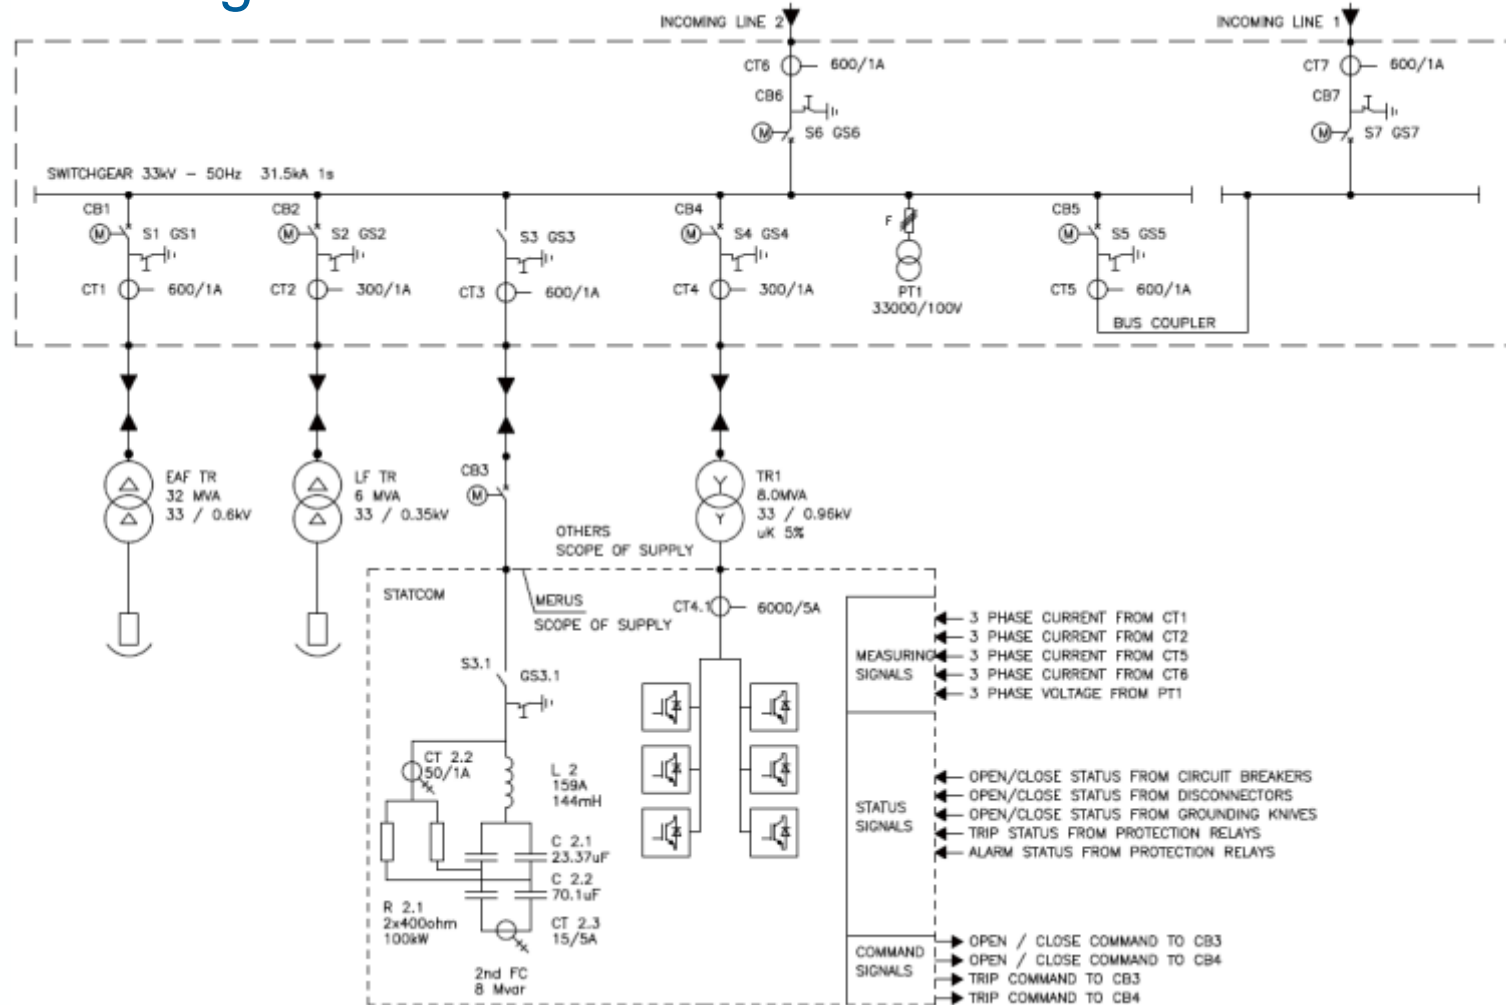 INCOMING LINE 2
INCOMING LINE 1
CT6 600/1A
CT7 600/1A
CB6
CB7
M S6 GS6
M S7 GS7
SWITCHGEAR 33kV – 50Hz 31.5kA 1s
CB1
CB2
CB4
F
CB5
M S1 GS1
M S2 GS2
S3 GS3
M S4 GS4
M S5 GS5
CT1 600/1A
CT2 300/1A
CT3 600/1A
CT4 300/1A
PT1
33000/100V
CT5 600/1A
BUS COUPLER
EAF TR
32 MVA
33 / 0.6kV
LF TR
6 MVA
33 / 0.35kV
CB3
M
TR1
8.0MVA
33 / 0.96kV
uK 5%
Y
Y
OTHERS
SCOPE OF SUPPLY
STATCOM
MERUS
SCOPE OF SUPPLY
CT4.1 6000/5A
S3.1
GS3.1
CT 2.2
50/1A
L 2
159A
144mH
C 2.1
23.37uF
C 2.2
70.1uF
R 2.1
2x400ohm
100kW
CT 2.3
15/5A
2nd FC
8 Mvar
MEASURING
SIGNALS
3 PHASE CURRENT FROM CT1
3 PHASE CURRENT FROM CT2
3 PHASE CURRENT FROM CT5
3 PHASE CURRENT FROM CT6
3 PHASE VOLTAGE FROM PT1
STATUS
SIGNALS
OPEN/CLOSE STATUS FROM CIRCUIT BREAKERS
OPEN/CLOSE STATUS FROM DISCONNECTORS
OPEN/CLOSE STATUS FROM GROUNDING KNIVES
TRIP STATUS FROM PROTECTION RELAYS
ALARM STATUS FROM PROTECTION RELAYS
COMMAND
SIGNALS
OPEN / CLOSE COMMAND TO CB3
OPEN / CLOSE COMMAND TO CB4
TRIP COMMAND TO CB3
TRIP COMMAND TO CB4